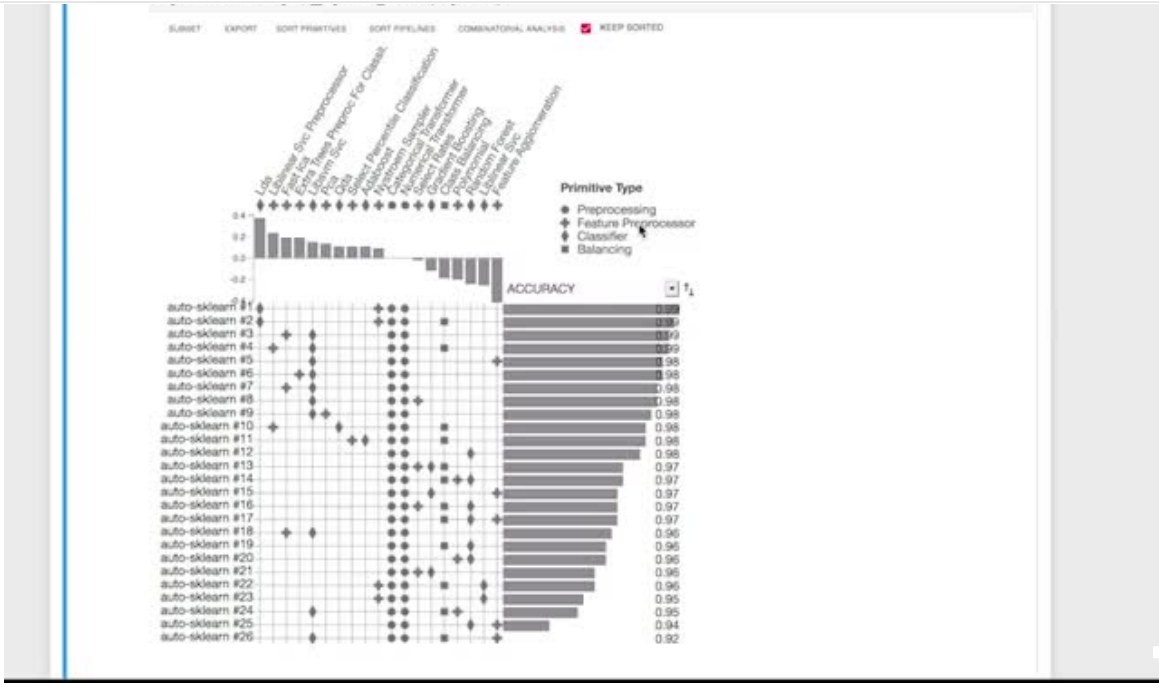 SUBSET EXPORT SORT PRIMITIVES SORT PIPELINES COMBINATORIAL ANALYSIS KEEP SORTED
Lda
Liblinear Svc Preprocessor
Fast Ica
Extra Trees Preproc For Classif.
Libsvm Svc
Pca
Qda
Select Percentile Classification
Adaboost
Nystroem Sampler
Categorical Transformer
Numerical Transformer
Select Rates
Gradient Boosting
Class Balancing
Polynomial
Random Forest
Liblinear Svc
Feature Agglomeration
Primitive Type
Preprocessing
Feature Preprocessor
Classifier
Balancing
0.4
0.2
0.0
-0.2
ACCURACY
auto-sklearn #1 0.99
auto-sklearn #2 0.99
auto-sklearn #3 0.99
auto-sklearn #4 0.99
auto-sklearn #5 0.98
auto-sklearn #6 0.98
auto-sklearn #7 0.98
auto-sklearn #8 0.98
auto-sklearn #9 0.98
auto-sklearn #10 0.98
auto-sklearn #11 0.98
auto-sklearn #12 0.98
auto-sklearn #13 0.97
auto-sklearn #14 0.97
auto-sklearn #15 0.97
auto-sklearn #16 0.97
auto-sklearn #17 0.97
auto-sklearn #18 0.96
auto-sklearn #19 0.96
auto-sklearn #20 0.96
auto-sklearn #21 0.96
auto-sklearn #22 0.96
auto-sklearn #23 0.95
auto-sklearn #24 0.95
auto-sklearn #25 0.94
auto-sklearn #26 0.92